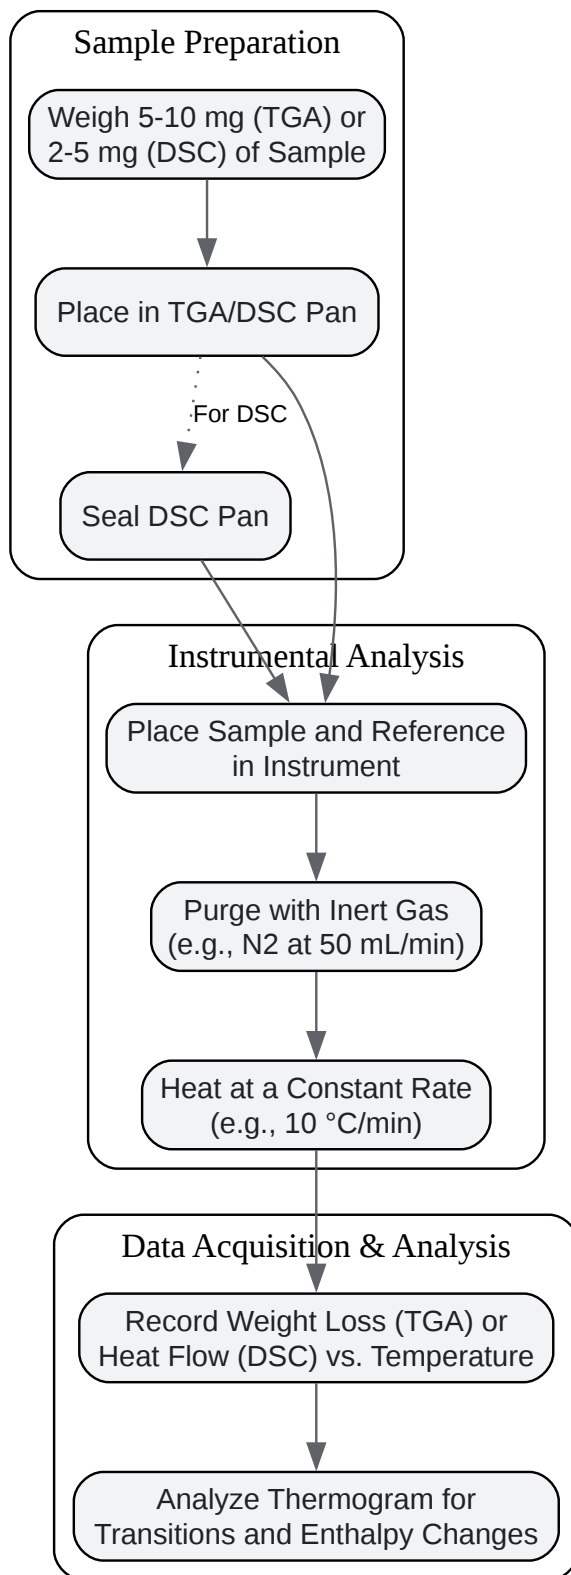 Sample Preparation
Weigh 5-10 mg (TGA) or
2-5 mg (DSC) of Sample
Place in TGA/DSC Pan
For DSC
Seal DSC Pan
Instrumental Analysis
Place Sample and Reference
in Instrument
Purge with Inert Gas
(e.g., N2 at 50 mL/min)
Heat at a Constant Rate
(e.g., 10 °C/min)
Data Acquisition & Analysis
Record Weight Loss (TGA) or
Heat Flow (DSC) vs. Temperature
Analyze Thermogram for
Transitions and Enthalpy Changes